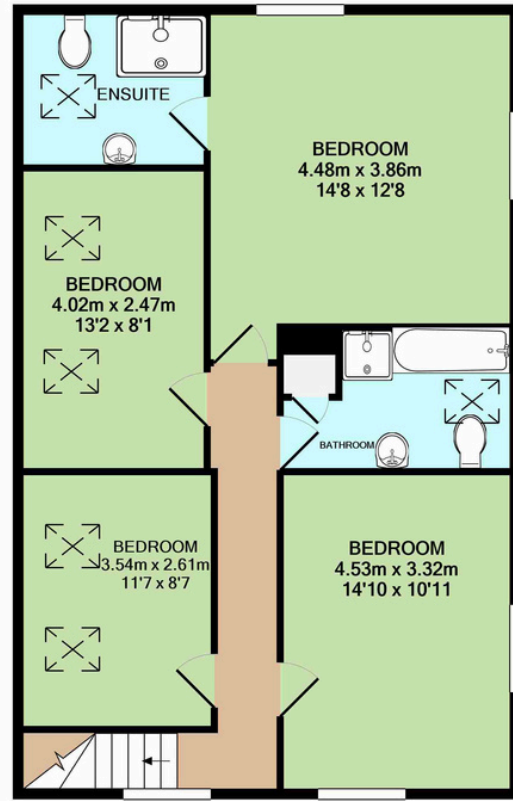 ENSUITE
BEDROOM
4.48m x 3.86m
14'8 x 12'8
BEDROOM
4.02m x 2.47m
13'2 x 8'1
BATHROOM
BEDROOM
3.54m x 2.61m
11'7 x 8'7
BEDROOM
4.53m x 3.32m
14'10 x 10'11